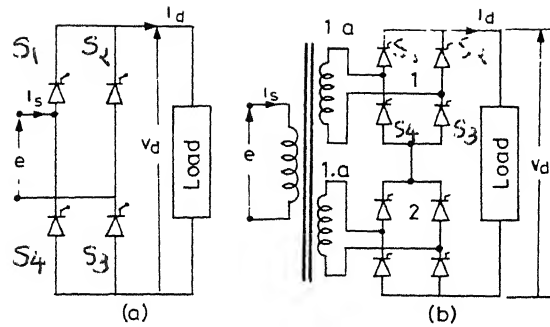 S1 S2 Id
Is
e
Vd
Load
S4 S3
(a)
1:a
Is
e
S1 S2 Id
1
S4 S3
Vd
Load
1:a
2
(b)